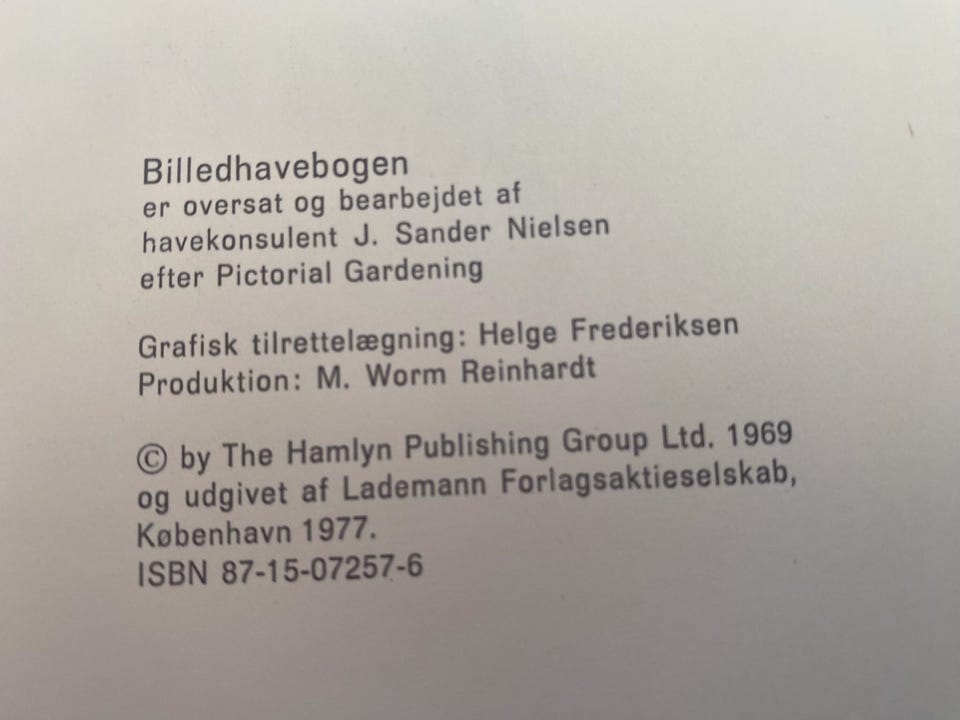 Billedhavebogen
er oversat og bearbejdet af
havekonsulent J. Sander Nielsen
efter Pictorial Gardening
Grafisk tilrettelægning: Helge Frederiksen
Produktion: M. Worm Reinhardt
© by The Hamlyn Publishing Group Ltd. 1969
og udgivet af Lademann Forlagsaktieselskab,
København 1977.
ISBN 87-15-07257-6